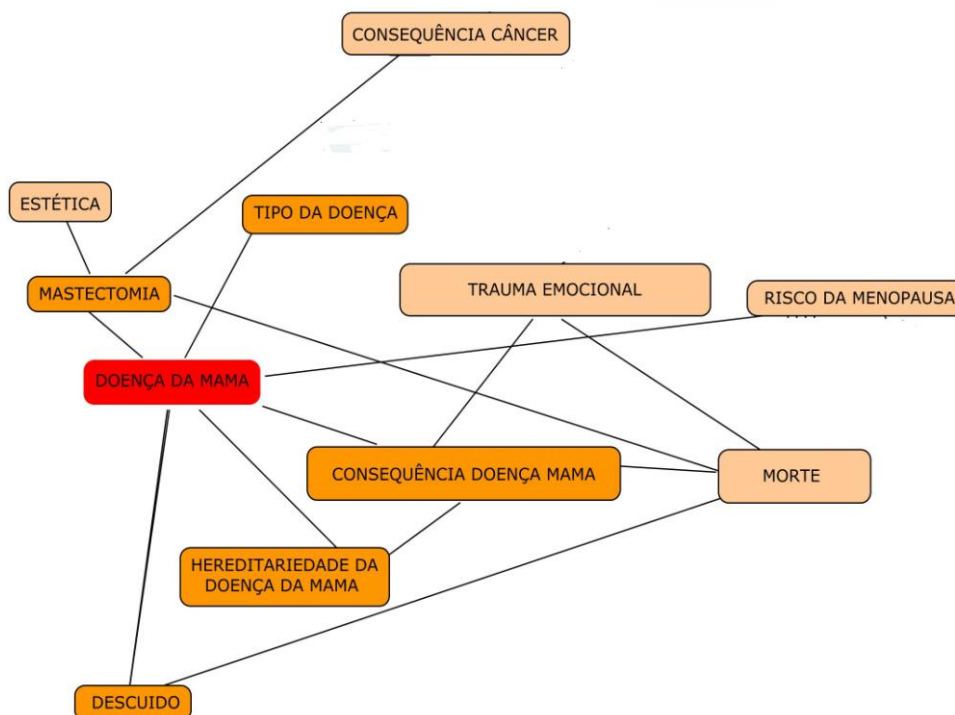 CONSEQUÊNCIA CÂNCER
ESTÉTICA
TIPO DA DOENÇA
MASTECTOMIA
TRAUMA EMOCIONAL
RISCO DA MENOPAUSA
DOENÇA DA MAMA
CONSEQUÊNCIA DOENÇA MAMA
MORTE
HEREDITARIEDADE DA
DOENÇA DA MAMA
DESCUIDO